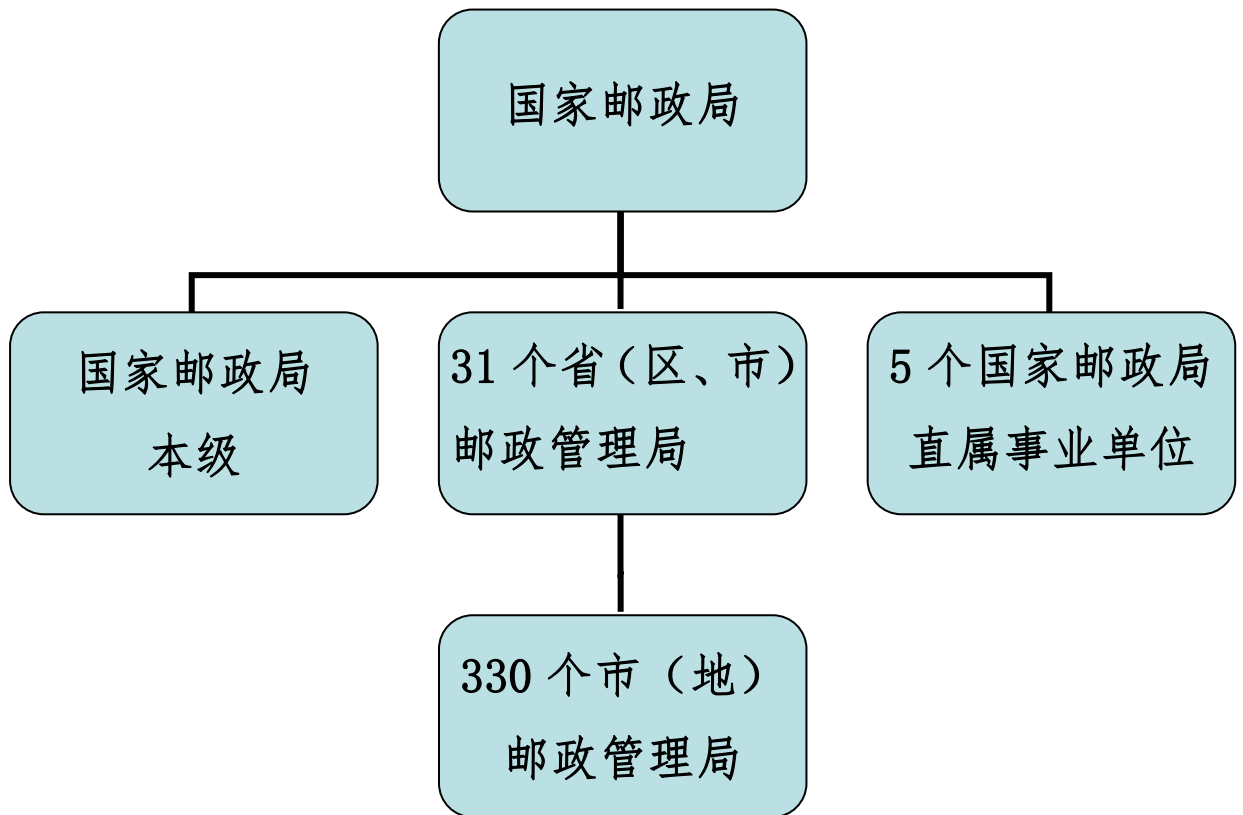 国家邮政局
国家邮政局
本级
31 个省（区、市）
邮政管理局
5 个国家邮政局
直属事业单位
330 个市（地）
邮政管理局